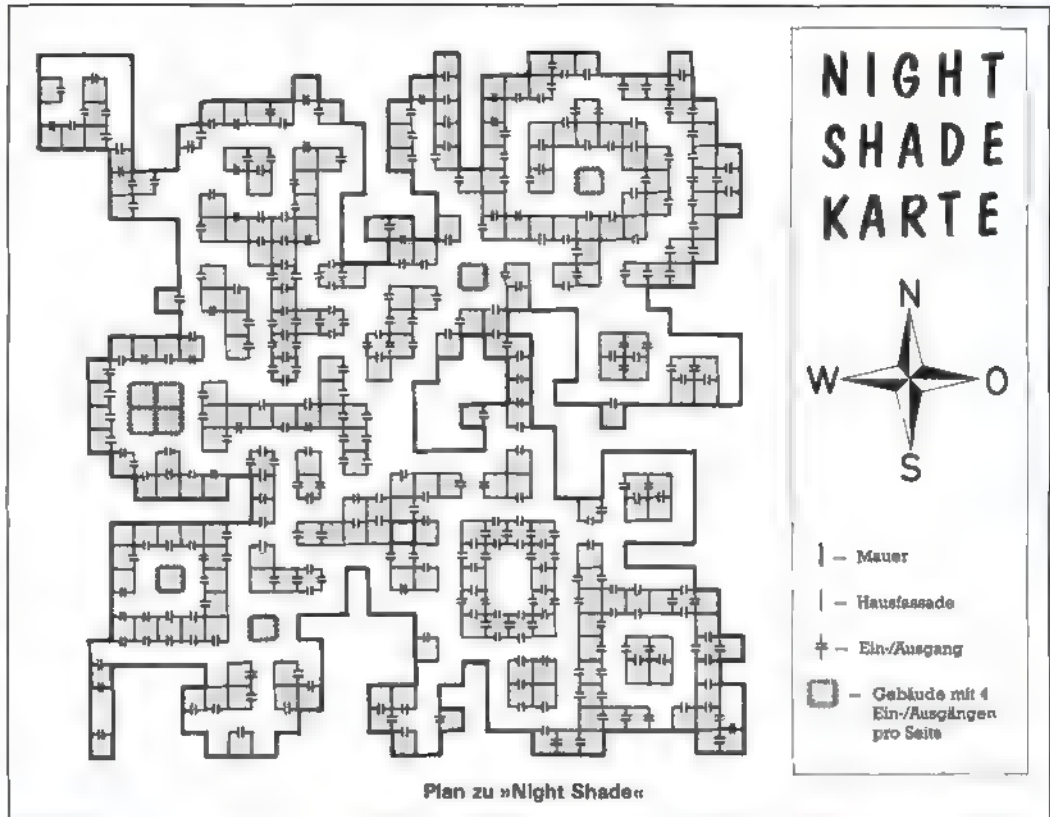 NIGHT
SHADE
KARTE
N
W
O
S
– Mauer
– Hausfassade
– Ein-/Ausgang
– Gebäude mit 4
Ein-/Ausgängen
pro Seite
Plan zu »Night Shade«